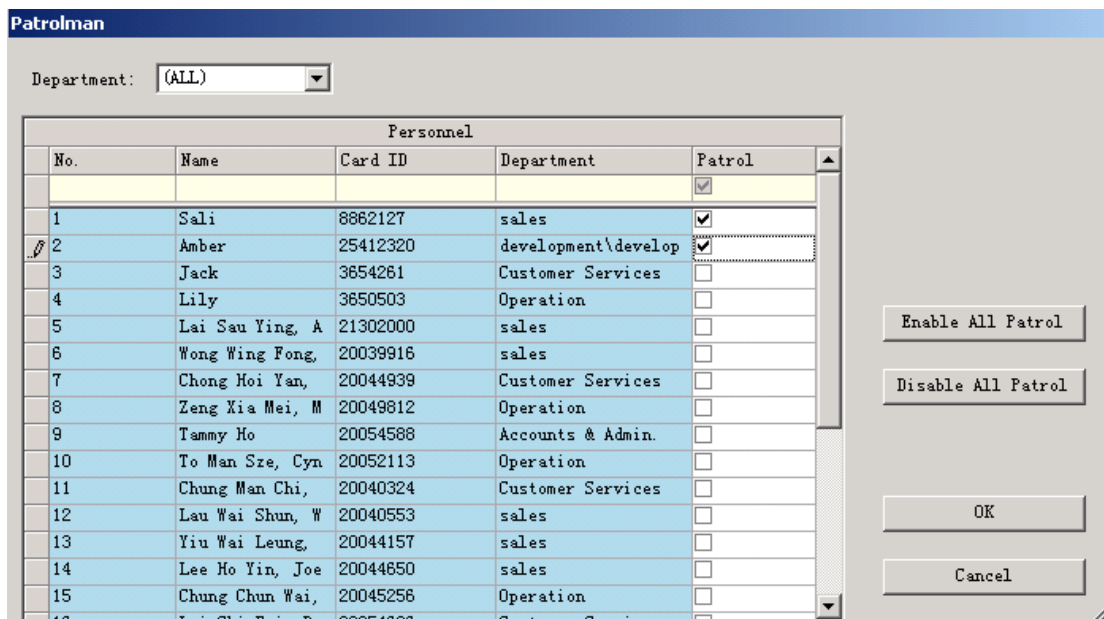 Patrolman
Department: (ALL)
Personnel
No. Name Card ID Department Patrol
1 Sali 8862127 sales
2 Amber 25412320 development\develop
3 Jack 3654261 Customer Services
4 Lily 3650503 Operation
5 Lai Sau Ying, A 21302000 sales
Enable All Patrol
6 Wong Wing Fong, 20039916 sales
7 Chong Hoi Yan, 20044939 Customer Services
Disable All Patrol
8 Zeng Xia Mei, M 20049812 Operation
9 Tammy Ho 20054588 Accounts & Admin.
10 To Man Sze, Cyn 20052113 Operation
11 Chung Man Chi, 20040324 Customer Services
12 Lau Wai Shun, W 20040553 sales
OK
13 Yiu Wai Leung, 20044157 sales
14 Lee Ho Yin, Joe 20044650 sales
Cancel
15 Chung Chun Wai, 20045256 Operation